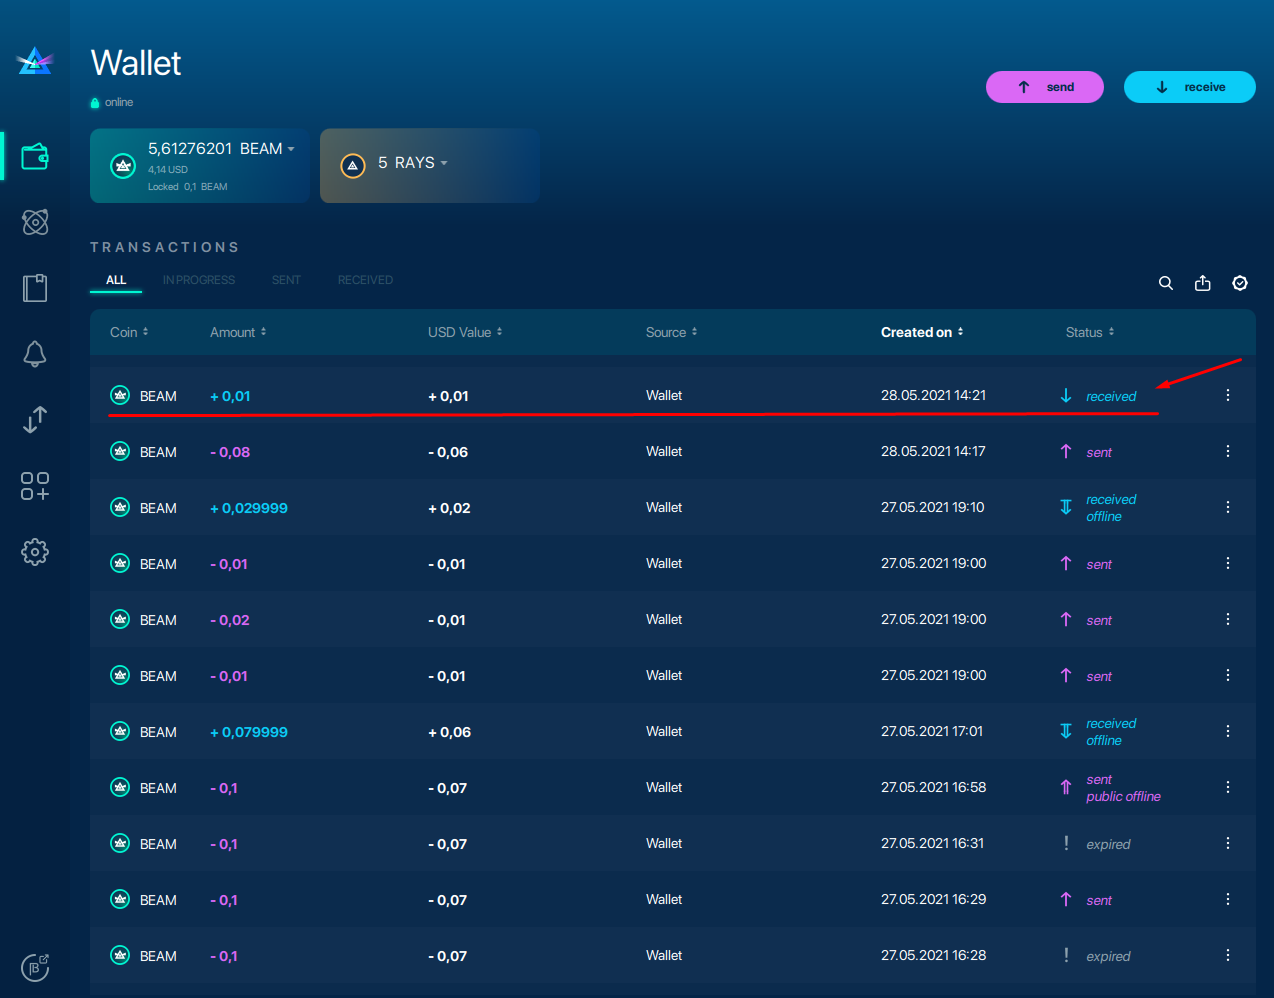 Wallet
online
send
receive
5,61276201 BEAM
4,14 USD
Locked 0,1 BEAM
5 RAYS
TRANSACTIONS
ALL IN PROGRESS SENT RECEIVED
Coin Amount USD Value Source Created on Status
BEAM + 0,01 + 0,01 Wallet 28.05.2021 14:21 received
BEAM - 0,08 - 0,06 Wallet 28.05.2021 14:17 sent
BEAM + 0,029999 + 0,02 Wallet 27.05.2021 19:10 received
offline
BEAM - 0,01 - 0,01 Wallet 27.05.2021 19:00 sent
BEAM - 0,02 - 0,01 Wallet 27.05.2021 19:00 sent
BEAM - 0,01 - 0,01 Wallet 27.05.2021 19:00 sent
BEAM + 0,079999 + 0,06 Wallet 27.05.2021 17:01 received
offline
BEAM - 0,1 - 0,07 Wallet 27.05.2021 16:58 sent
public offline
BEAM - 0,1 - 0,07 Wallet 27.05.2021 16:31 expired
BEAM - 0,1 - 0,07 Wallet 27.05.2021 16:29 sent
BEAM - 0,1 - 0,07 Wallet 27.05.2021 16:28 expired